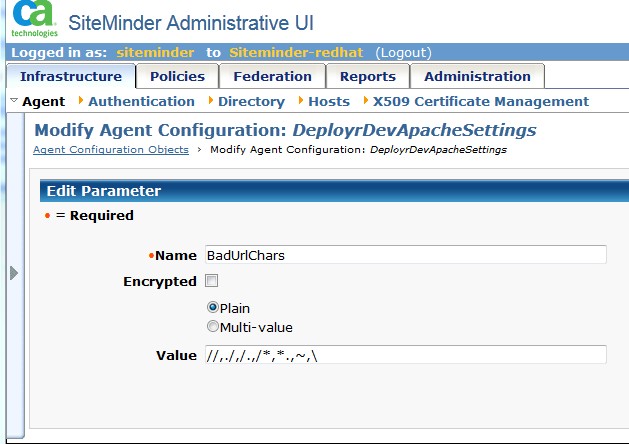 ca
technologies
SiteMinder Administrative UI
Logged in as: siteminder to Siteminder-redhat (Logout)
Infrastructure Policies Federation Reports Administration
Agent Authentication Directory Hosts X509 Certificate Management
Modify Agent Configuration: DeployrDevApacheSettings
Agent Configuration Objects › Modify Agent Configuration: DeployrDevApacheSettings
Edit Parameter
• = Required
•Name BadUrlChars
Encrypted
Plain
Multi-value
Value //,./,/.,/*,*.,~,\